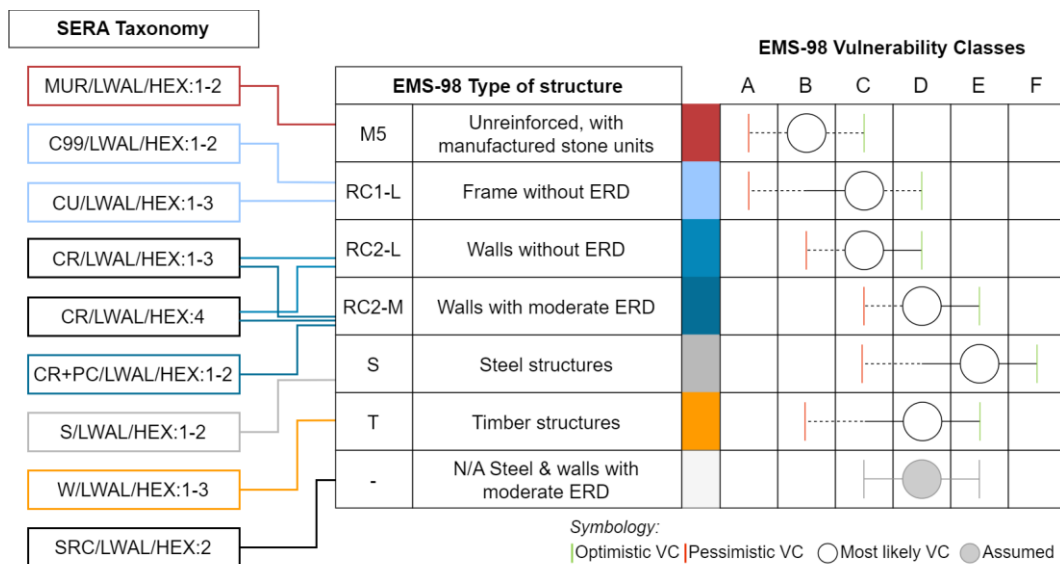 SERA Taxonomy
MUR/LWAL/HEX:1-2
C99/LWAL/HEX:1-2
CU/LWAL/HEX:1-3
CR/LWAL/HEX:1-3
CR/LWAL/HEX:4
CR+PC/LWAL/HEX:1-2
S/LWAL/HEX:1-2
W/LWAL/HEX:1-3
SRC/LWAL/HEX:2
EMS-98 Type of structure
M5
Unreinforced, with
manufactured stone units
RC1-L
Frame without ERD
RC2-L
Walls without ERD
RC2-M
Walls with moderate ERD
S
Steel structures
T
Timber structures
-
N/A Steel & walls with
moderate ERD
EMS-98 Vulnerability Classes
A B C D E F
Symbology:
Optimistic VC Pessimistic VC Most likely VC Assumed